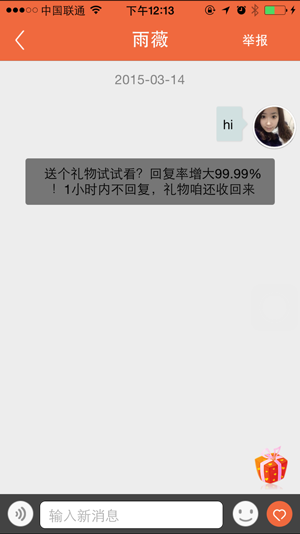 中国联通 下午12:13
雨薇 举报
2015-03-14
hi
送个礼物试试看？回复率增大99.99%
！1小时内不回复，礼物咱还收回来
输入新消息